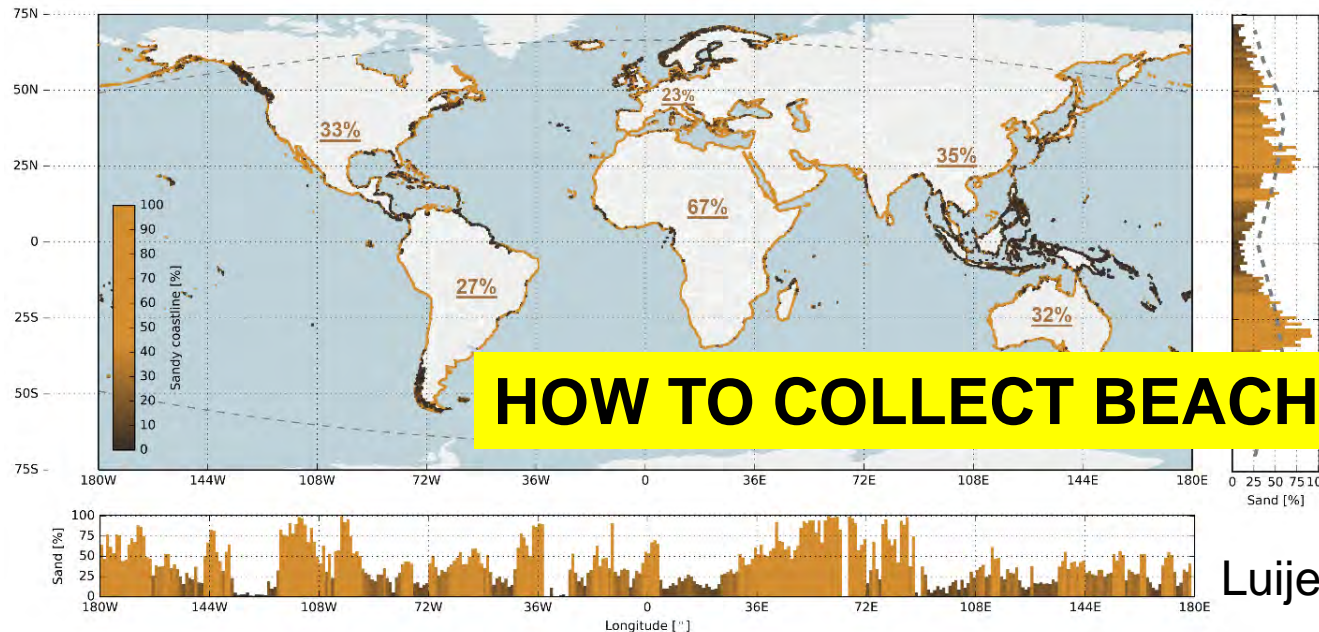 75N
50N
25N
0
25S
50S
75S
180W 144W 108W 72W 36W 0 36E 72E 108E 144E 180E
33%
23%
35%
67%
27%
32%
100
90
80
70
60
50
40
30
20
10
0
Sandy coastline [%]
HOW TO COLLECT BEACH
0 25 50 75 10
Sand [%]
100
75
50
25
0
Sand [%]
180W 144W 108W 72W 36W 0 36E 72E 108E 144E 180E
Longitude [°]
Luije